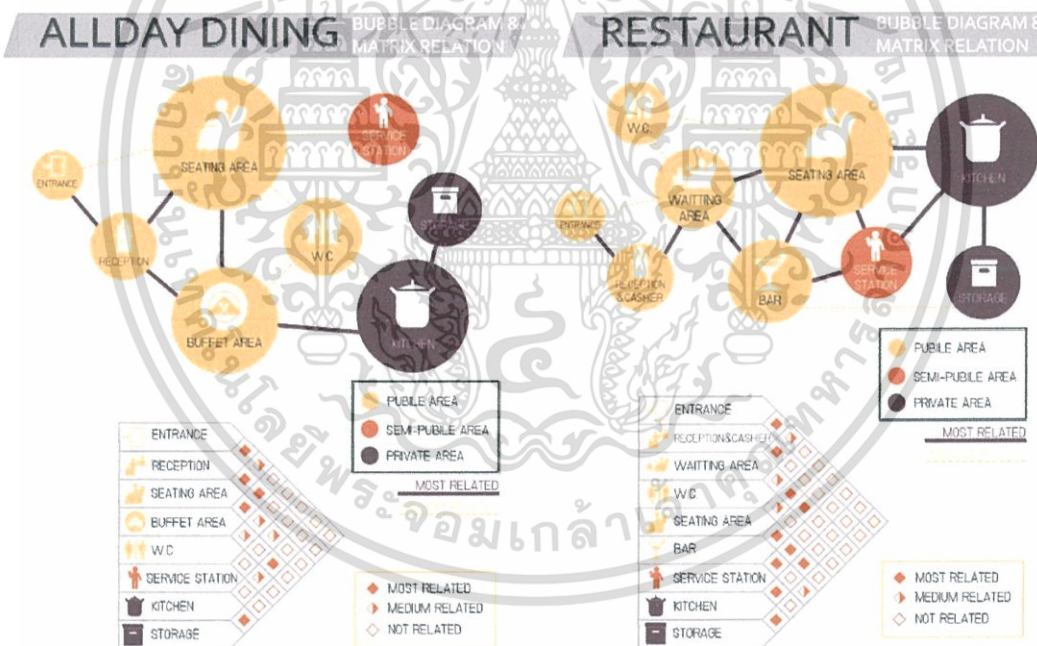 ALLDAY DINING
BUBBLE DIAGRAM &
MATRIX RELATION
SEATING AREA
SERVICE
STATION
ENTRANCE
STORAGE
RECEPTION
W.C
BUFFET AREA
KITCHEN
PUBILE AREA
SEMI-PUBILE AREA
PRIVATE AREA
MOST RELATED
ENTRANCE
RECEPTION
SEATING AREA
BUFFET AREA
W.C
SERVICE STATION
KITCHEN
STORAGE
MOST RELATED
MEDIUM RELATED
NOT RELATED
RESTAURANT
BUBBLE DIAGRAM &
MATRIX RELATION
W.C.
SEATING AREA
KITCHEN
WAITTING
AREA
ENTRANCE
RECEPTION
&CASHER
BAR
SERVICE
STATION
STORAGE
PUBILE AREA
SEMI-PUBILE AREA
PRIVATE AREA
MOST RELATED
ENTRANCE
RECEPTION&CASHER
WAITTING AREA
W.C
SEATING AREA
BAR
SERVICE STATION
KITCHEN
STORAGE
MOST RELATED
MEDIUM RELATED
NOT RELATED